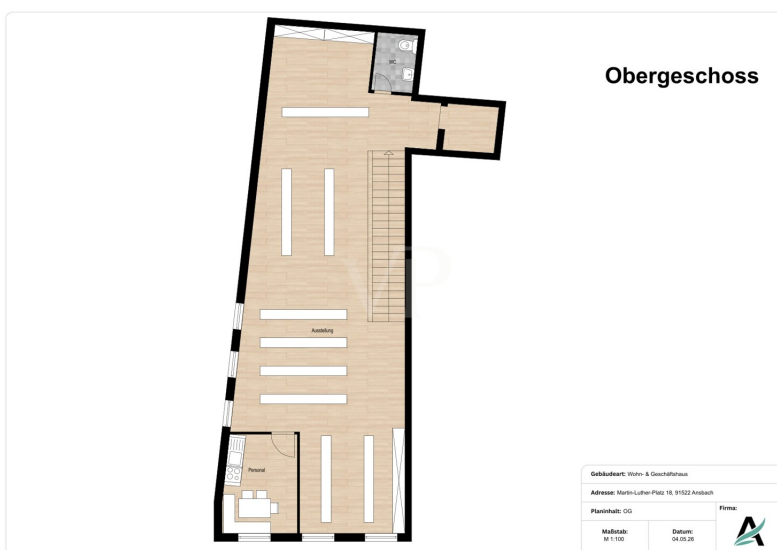 Obergeschoss
WC
VP
Ausstellung
Personal
Gebäudeart: Wohn- & Geschäftshaus
Adresse: Martin-Luther-Platz 18, 91522 Ansbach
Planinhalt: OG
Firma:
Maßstab:
M 1:100
Datum:
04.05.26